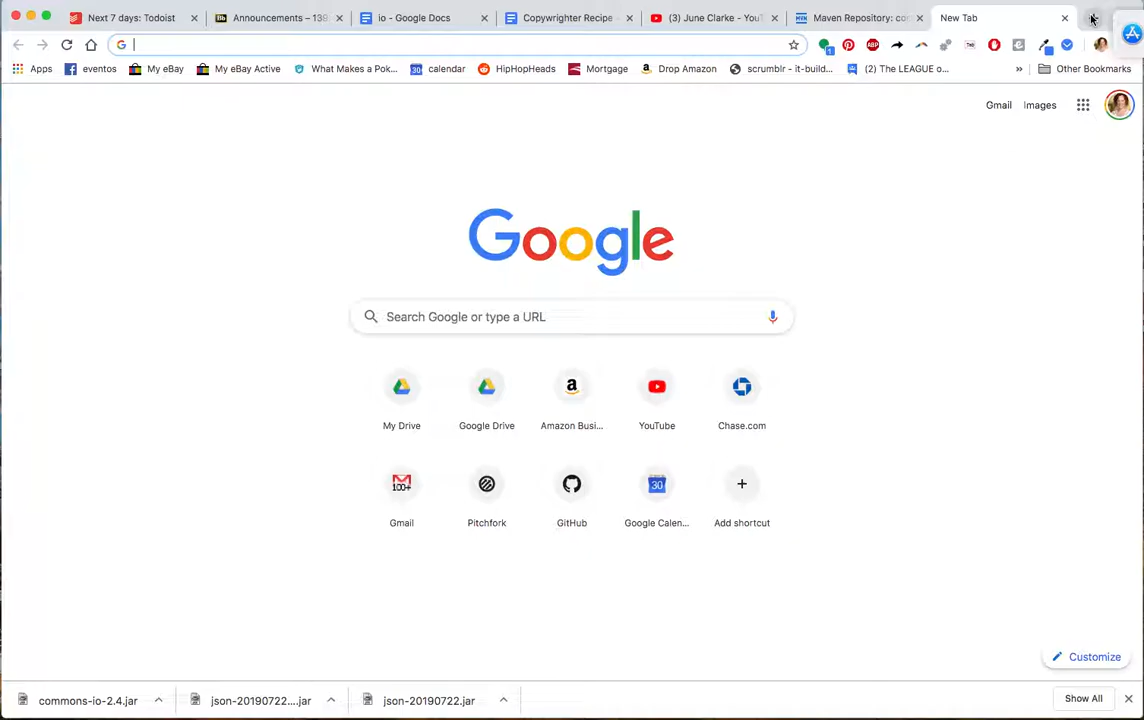 Next 7 days: Todoist
Announcements – 139
io - Google Docs
Copywrighter Recipe -
(3) June Clarke - YouT
Maven Repository: co
New Tab
Apps
eventos
My eBay
My eBay Active
What Makes a Pok...
calendar
HipHopHeads
Mortgage
Drop Amazon
scrumblr - it-build...
(2) The LEAGUE o...
»
Other Bookmarks
Gmail
Images
Google
Search Google or type a URL
My Drive
Google Drive
Amazon Busi...
YouTube
Chase.com
Gmail
Pitchfork
GitHub
Google Calen...
Add shortcut
Customize
commons-io-2.4.jar
json-20190722....jar
json-20190722.jar
Show All